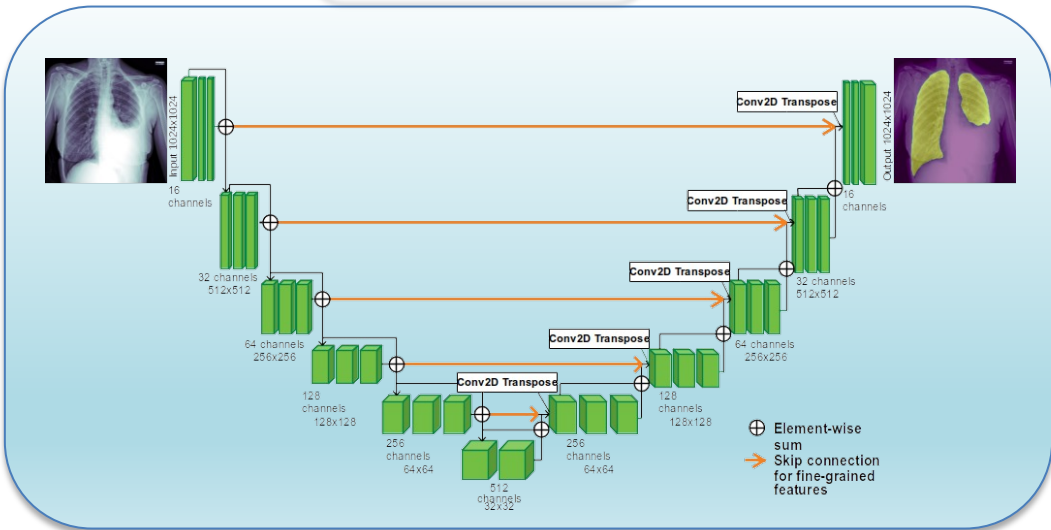 Input 1024x1024
16
channels
32 channels
512x512
64 channels
256x256
128
channels
128x128
256
channels
64x64
512
channels
32x32
Conv2D Transpose
256
channels
64x64
Conv2D Transpose
128
channels
128x128
Conv2D Transpose
64 channels
256x256
Conv2D Transpose
32 channels
512x512
Conv2D Transpose
16
channels
Output 1024x1024
Element-wise
sum
Skip connection
for fine-grained
features